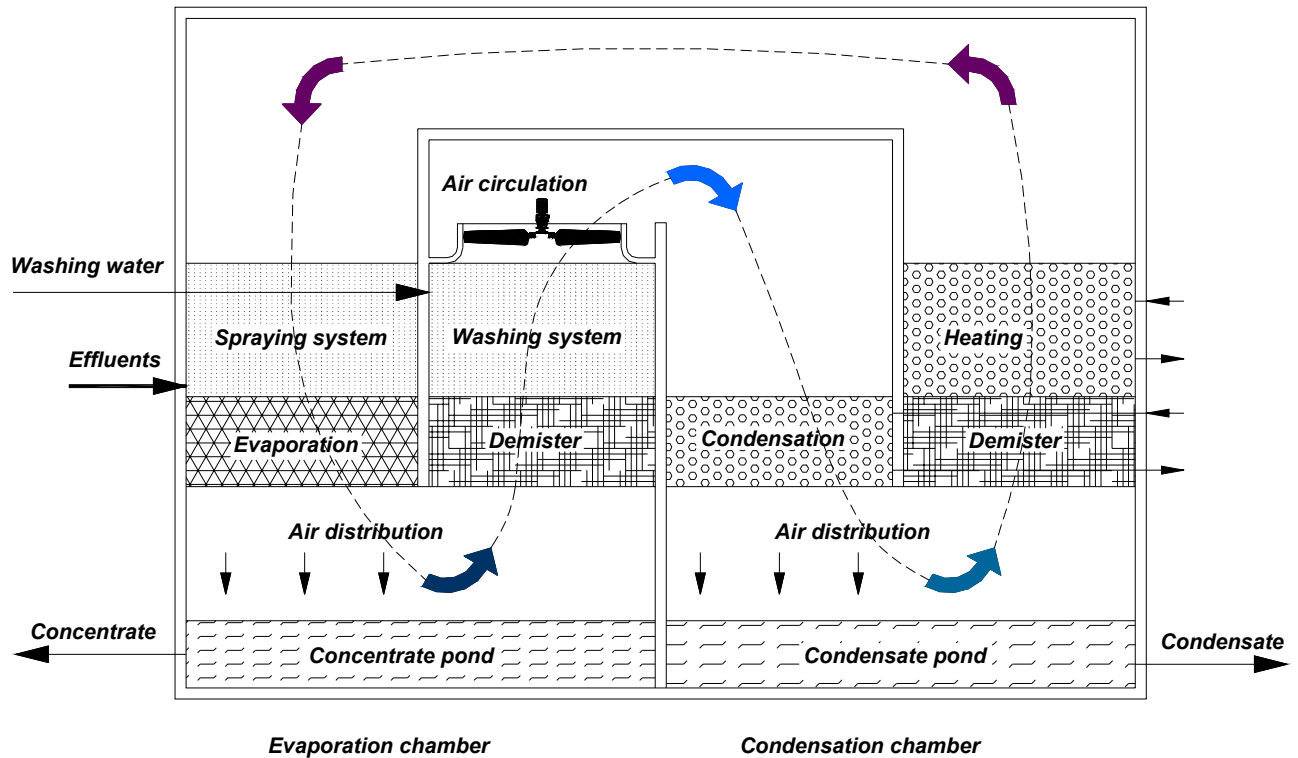 Air circulation
Washing water
Spraying system
Washing system
Heating
Effluents
Evaporation
Demister
Condensation
Demister
Air distribution
Air distribution
Concentrate
Concentrate pond
Condensate pond
Condensate
Evaporation chamber
Condensation chamber